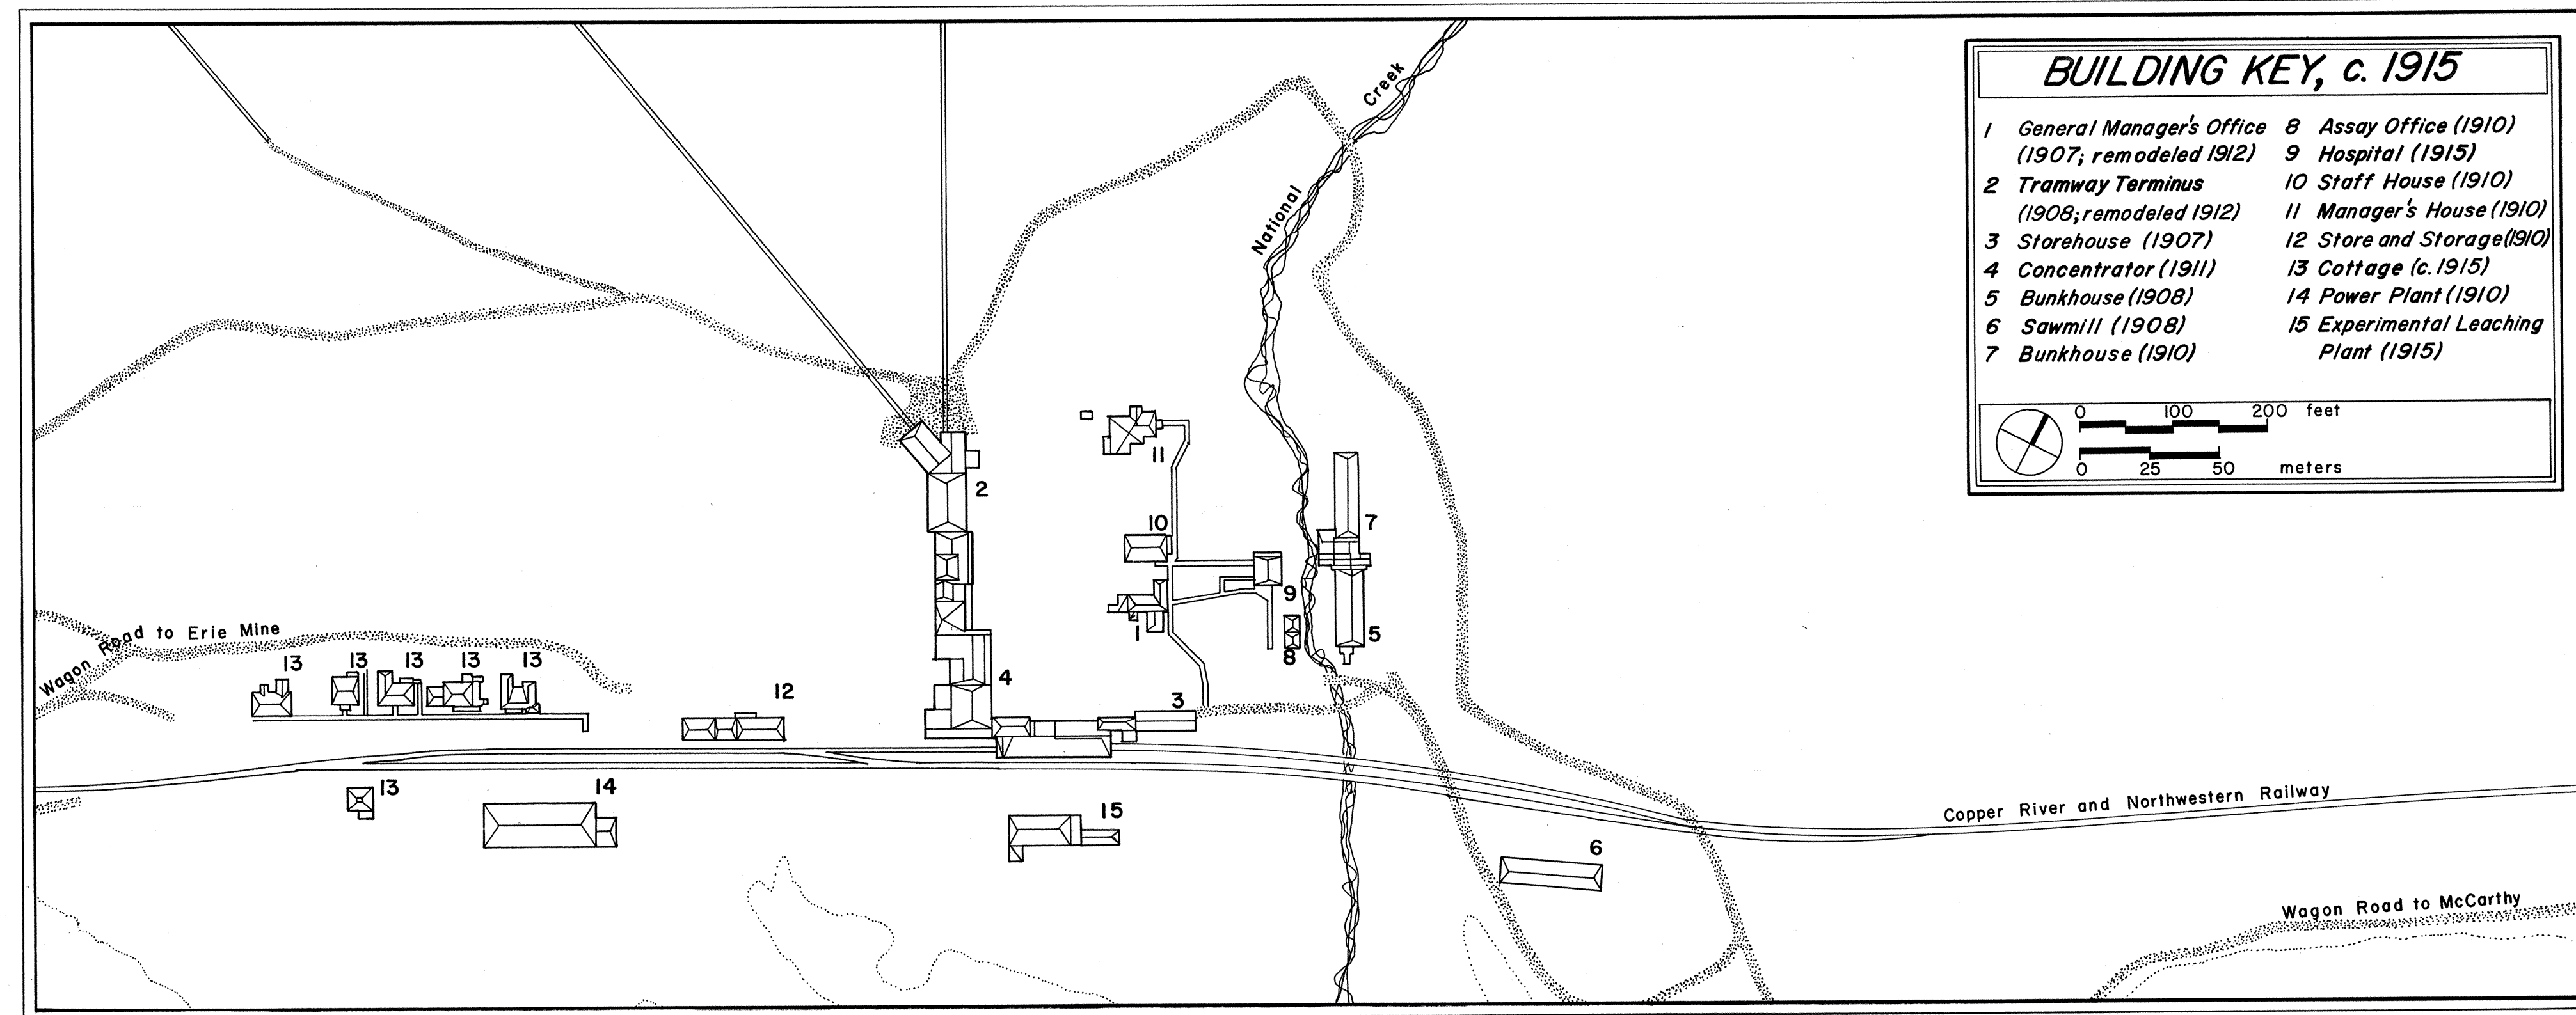 BUILDING KEY, c. 1915
1 General Manager's Office
(1907; remodeled 1912)
2 Tramway Terminus
(1908; remodeled 1912)
3 Storehouse (1907)
4 Concentrator (1911)
5 Bunkhouse (1908)
6 Sawmill (1908)
7 Bunkhouse (1910)
8 Assay Office (1910)
9 Hospital (1915)
10 Staff House (1910)
11 Manager's House (1910)
12 Store and Storage (1910)
13 Cottage (c. 1915)
14 Power Plant (1910)
15 Experimental Leaching
Plant (1915)
0 100 200 feet
0 25 50 meters
National Creek
11
2
10
7
9
1
8
5
Wagon Road to Erie Mine
13 13 13 13 13
12
4
3
13
14
15
6
Copper River and Northwestern Railway
Wagon Road to McCarthy